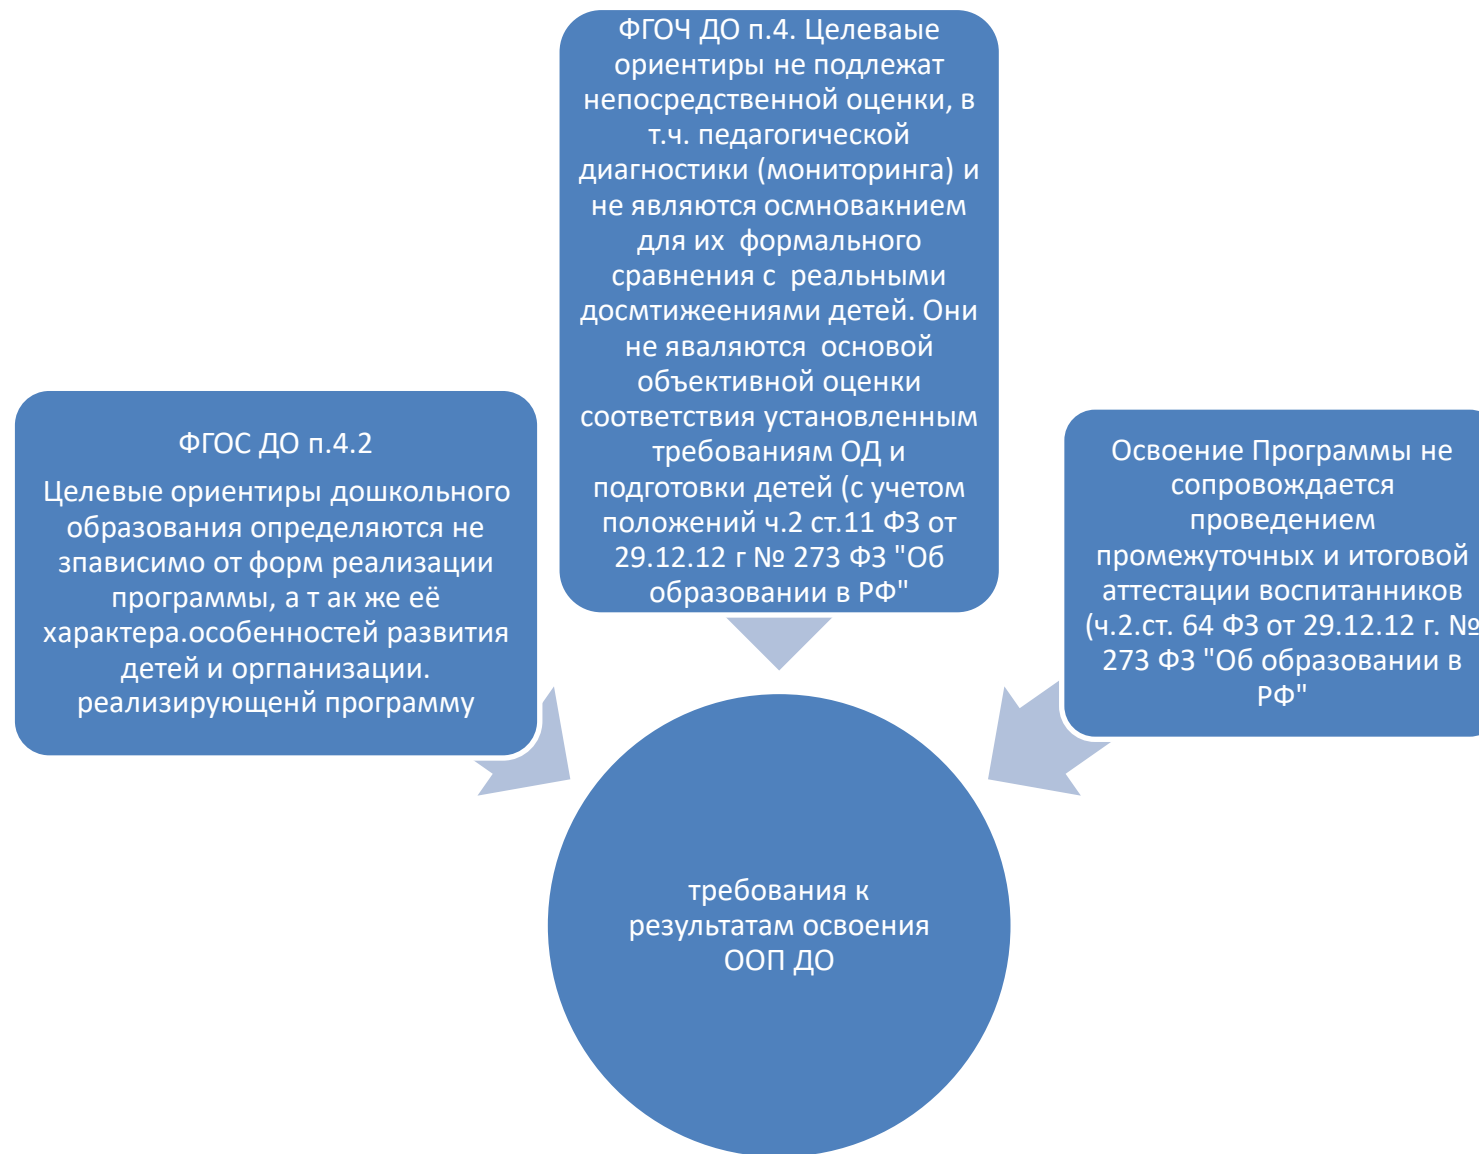 ФГОЧ ДО п.4. Целеваые
ориентиры не подлежат
непосредственной оценки, в
т.ч. педагогической
диагностики (мониторинга) и
не являются осмновакнием
для их формального
сравнения с реальными
досмтижеениями детей. Они
не яваляются основой
объективной оценки
соответствия установленным
требованиям ОД и
подготовки детей (с учетом
положений ч.2 ст.11 ФЗ от
29.12.12 г № 273 ФЗ "Об
образовании в РФ"
ФГОС ДО п.4.2
Целевые ориентиры дошкольного
образования определяются не
зпависимо от форм реализации
программы, а т ак же её
характера.особенностей развития
детей и оргпанизации.
реализирующенй программу
Освоение Программы не
сопровождается
проведением
промежуточных и итоговой
аттестации воспитанников
(ч.2.ст. 64 ФЗ от 29.12.12 г. №
273 ФЗ "Об образовании в
РФ"
требования к
результатам освоения
ООП ДО